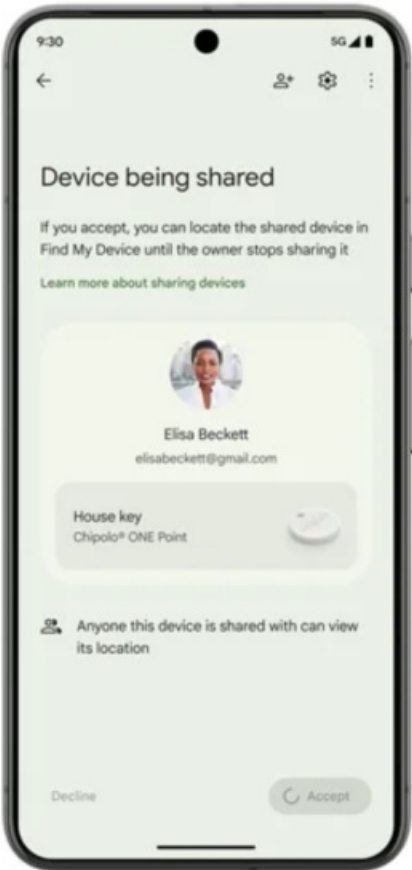 9:30
5G
Device being shared
If you accept, you can locate the shared device in
Find My Device until the owner stops sharing it
Learn more about sharing devices
Elisa Beckett
elisabeckett@gmail.com
House key
Chipolo® ONE Point
Anyone this device is shared with can view
its location
Decline
Accept